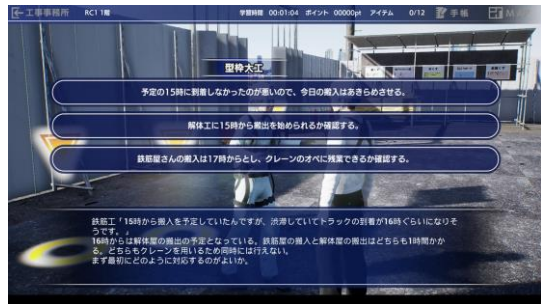 工事事務所 RC1 1階 学習時間 00:01:04 ポイント 00000pt アイテム 0/12 手帳 M
型枠大工
予定の15時に到着しなかったのが悪いので、今日の搬入はあきらめさせる。
解体工に15時から搬出を始められるか確認する。
鉄筋屋さんの搬入は17時からとし、クレーンのオペに残業できるか確認する。
鉄筋工「15時から搬入を予定していたんですが、渋滞していてトラックの到着が16時ぐらいになりそ
うです。」
16時からは解体屋の搬出の予定となっている。鉄筋屋の搬入と解体屋の搬出はどちらも1時間かか
る。どちらもクレーンを用いるため同時には行えない。
まず最初にどのように対応するのがよいか。